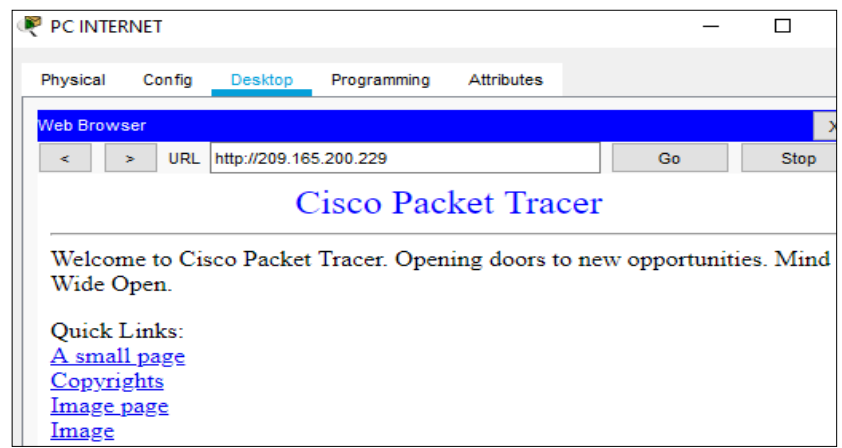 PC INTERNET
Physical Config Desktop Programming Attributes
Web Browser X
< > URL http://209.165.200.229 Go Stop
Cisco Packet Tracer
Welcome to Cisco Packet Tracer. Opening doors to new opportunities. Mind
Wide Open.
Quick Links:
A small page
Copyrights
Image page
Image